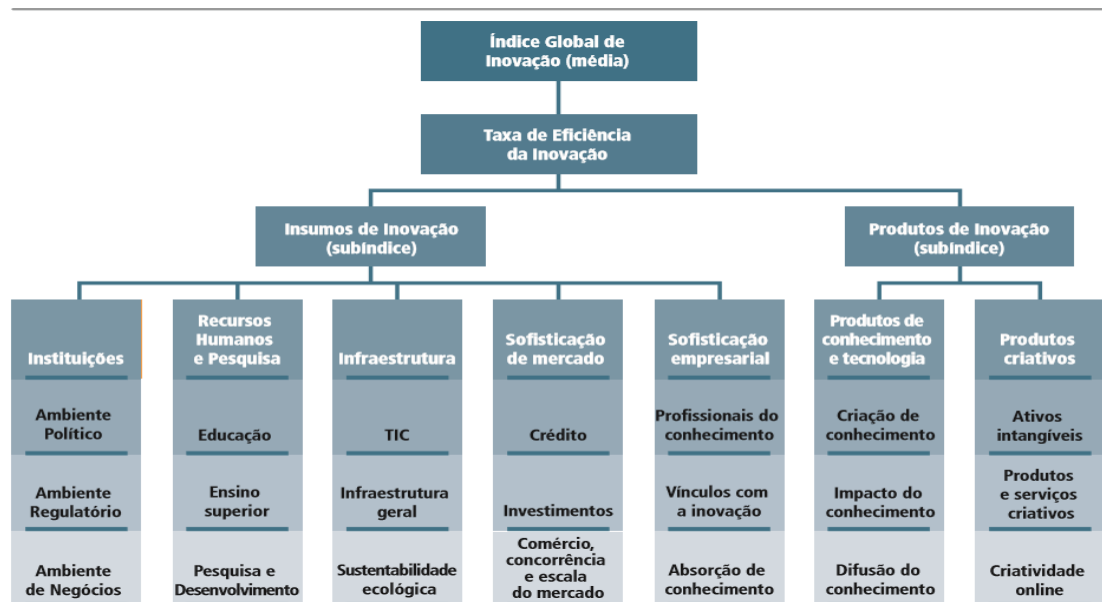 Índice Global de
Inovação (média)
Taxa de Eficiência
da Inovação
Insumos de Inovação
(subíndice)
Produtos de Inovação
(subíndice)
Instituições
Recursos
Humanos
e Pesquisa
Infraestrutura
Sofisticação
de mercado
Sofisticação
empresarial
Produtos de
conhecimento
e tecnologia
Produtos
criativos
Ambiente
Político
Educação
TIC
Crédito
Profissionais do
conhecimento
Criação de
conhecimento
Ativos
intangíveis
Ambiente
Regulatório
Ensino
superior
Infraestrutura
geral
Investimentos
Vínculos com
a inovação
Impacto do
conhecimento
Produtos
e serviços
criativos
Ambiente
de Negócios
Pesquisa e
Desenvolvimento
Sustentabilidade
ecológica
Comércio,
concorrência
e escala
do mercado
Absorção de
conhecimento
Difusão do
conhecimento
Criatividade
online